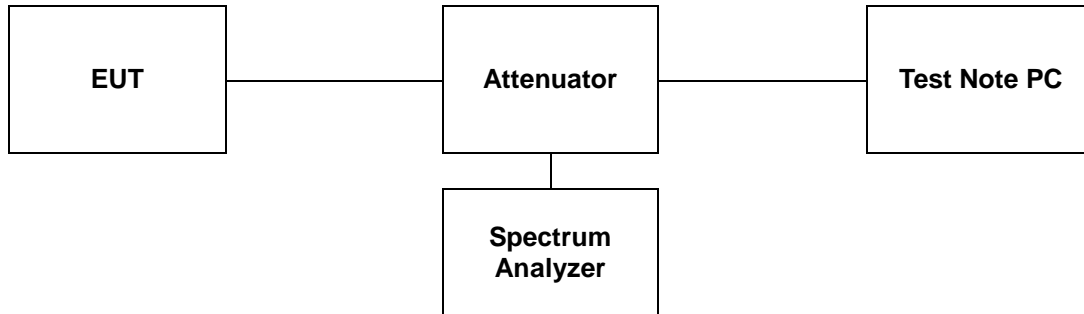 EUT
Attenuator
Test Note PC
Spectrum
Analyzer